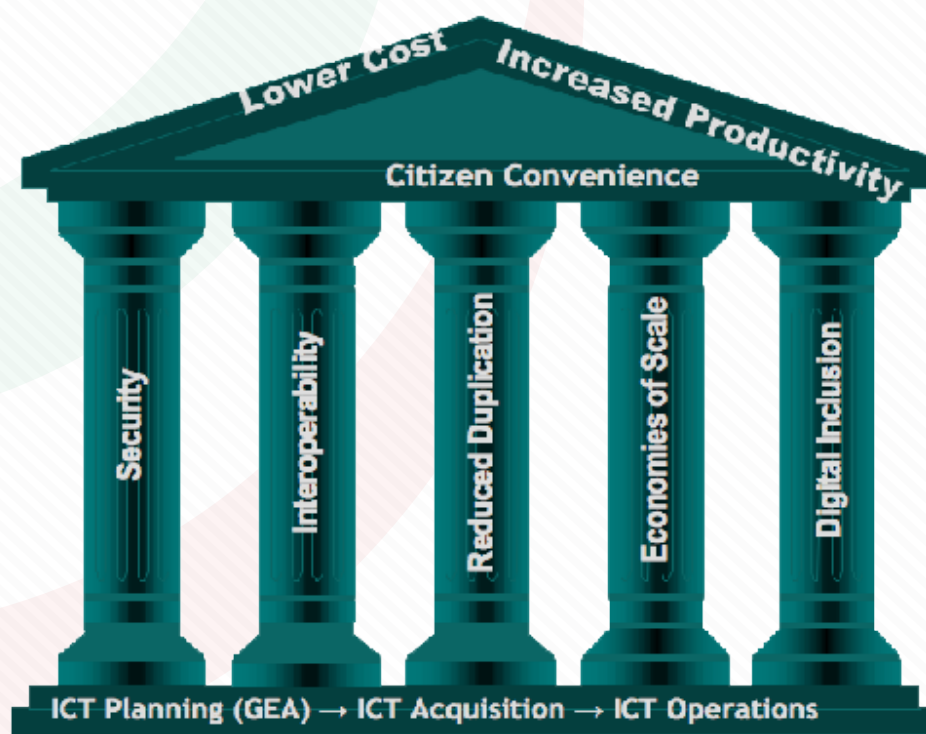 Lower Cost
Increased Productivity
Citizen Convenience
Security
Interoperability
Reduced Duplication
Economies of Scale
Digital Inclusion
ICT Planning (GEA) → ICT Acquisition → ICT Operations